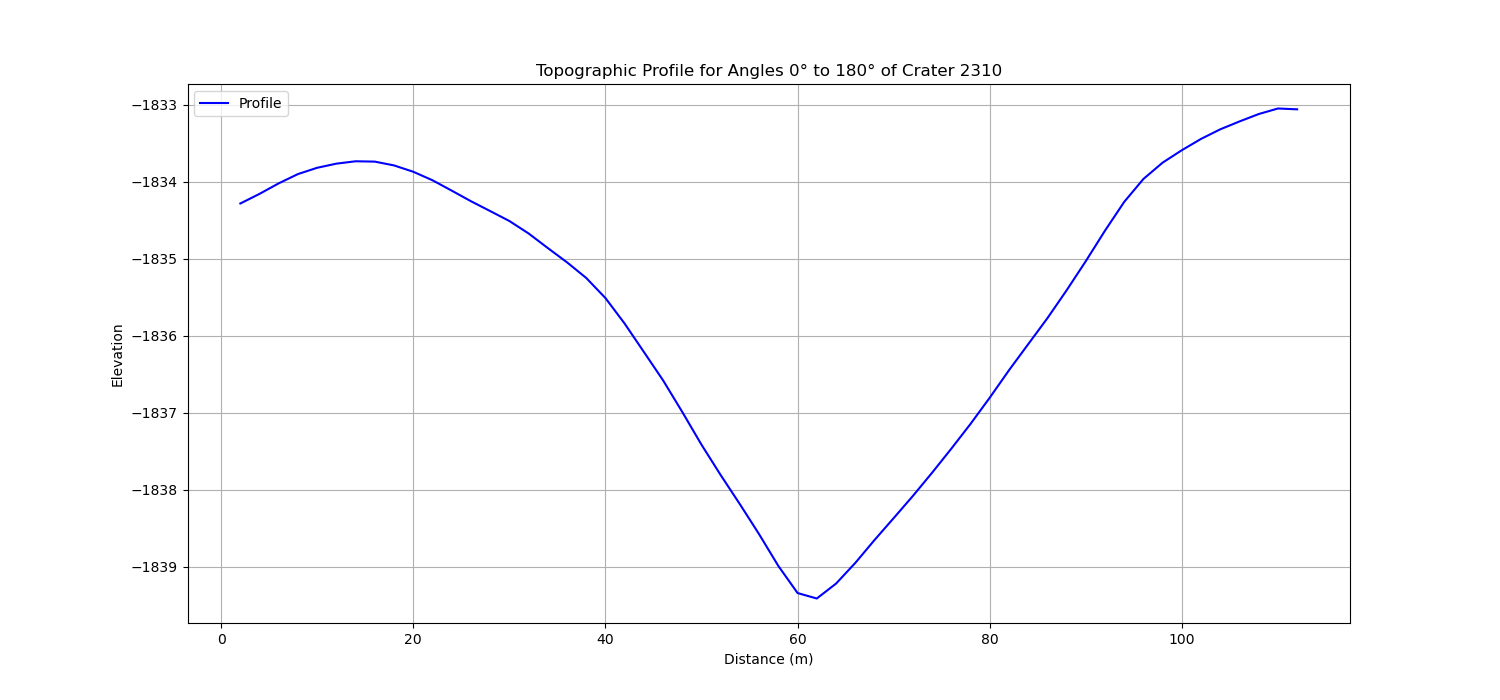 Topographic Profile for Angles 0° to 180° of Crater 2310
Profile
−1833
−1834
−1835
−1836
−1837
−1838
−1839
Elevation
0 20 40 60 80 100
Distance (m)